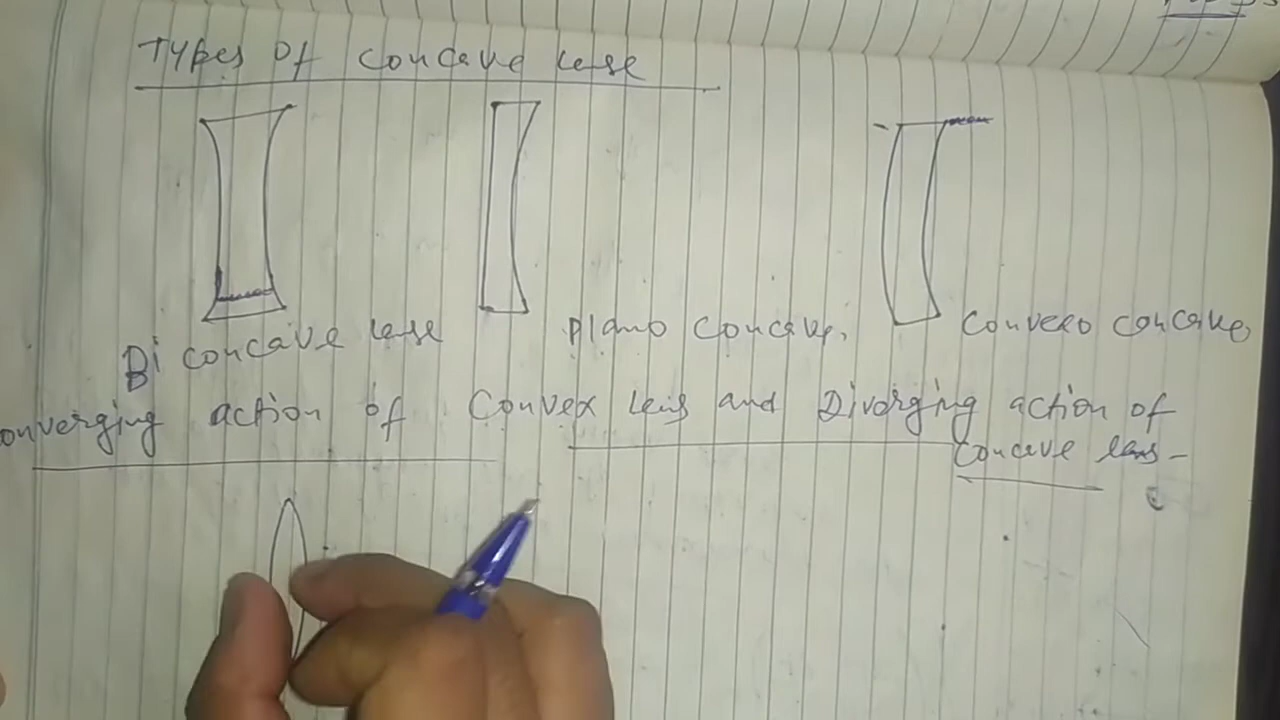 Types of concave lense
Bi concave lense
Plano concave,
Convexo concave,
onverging action of Convex lens and Diverging action of
concave lens-